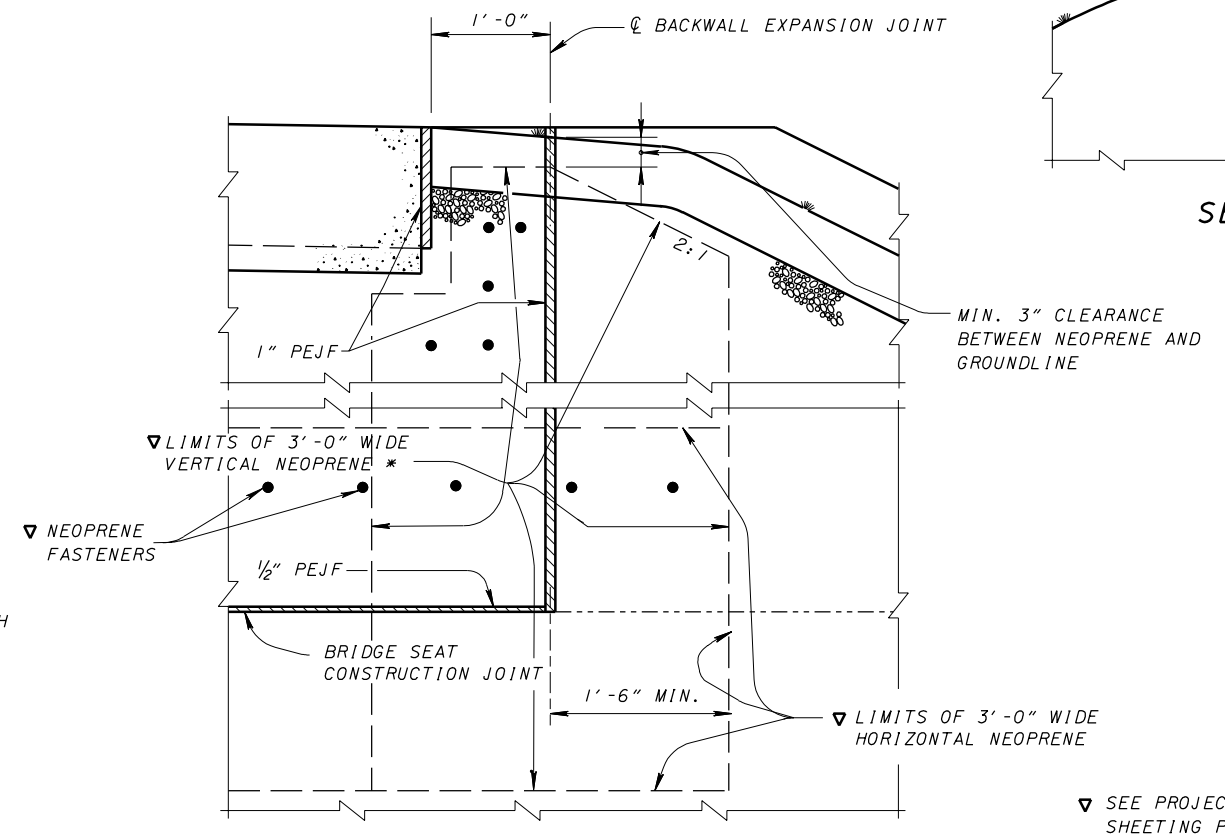 1'-0"
℄ BACKWALL EXPANSION JOINT
2:1
MIN. 3" CLEARANCE
BETWEEN NEOPRENE AND
GROUNDLINE
1" PEJF
∇ LIMITS OF 3'-0" WIDE
VERTICAL NEOPRENE *
∇ NEOPRENE
FASTENERS
½" PEJF
H
BRIDGE SEAT
CONSTRUCTION JOINT
1'-6" MIN.
∇ LIMITS OF 3'-0" WIDE
HORIZONTAL NEOPRENE
∇ SEE PROJEC
SHEETING